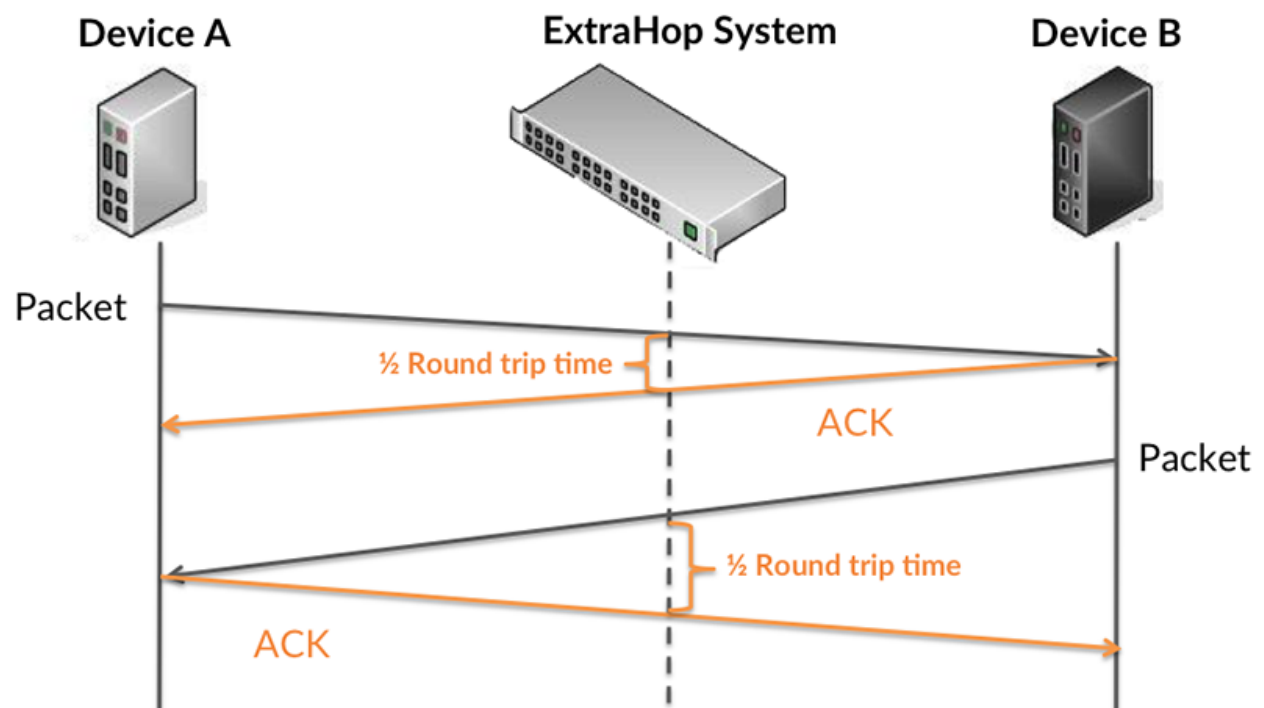 Device A
ExtraHop System
Device B
Packet
½ Round trip time
ACK
Packet
½ Round trip time
ACK